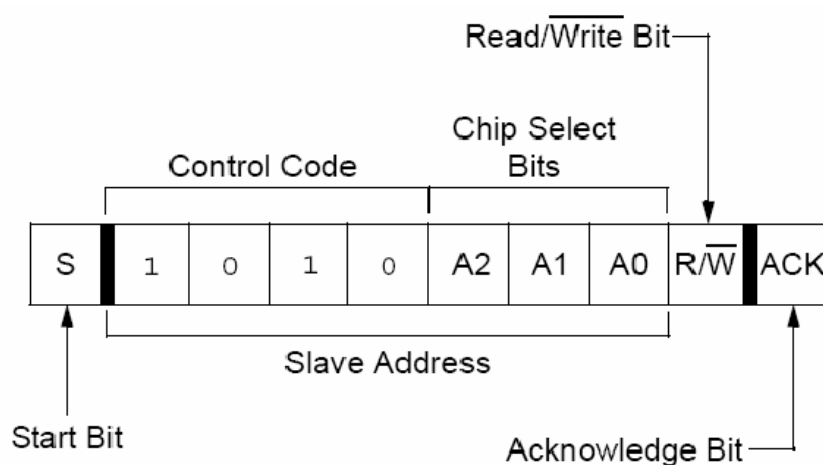 Read/Write Bit
Chip Select
Control Code Bits
S 1 0 1 0 A2 A1 A0 R/W ACK
Slave Address
Start Bit
Acknowledge Bit